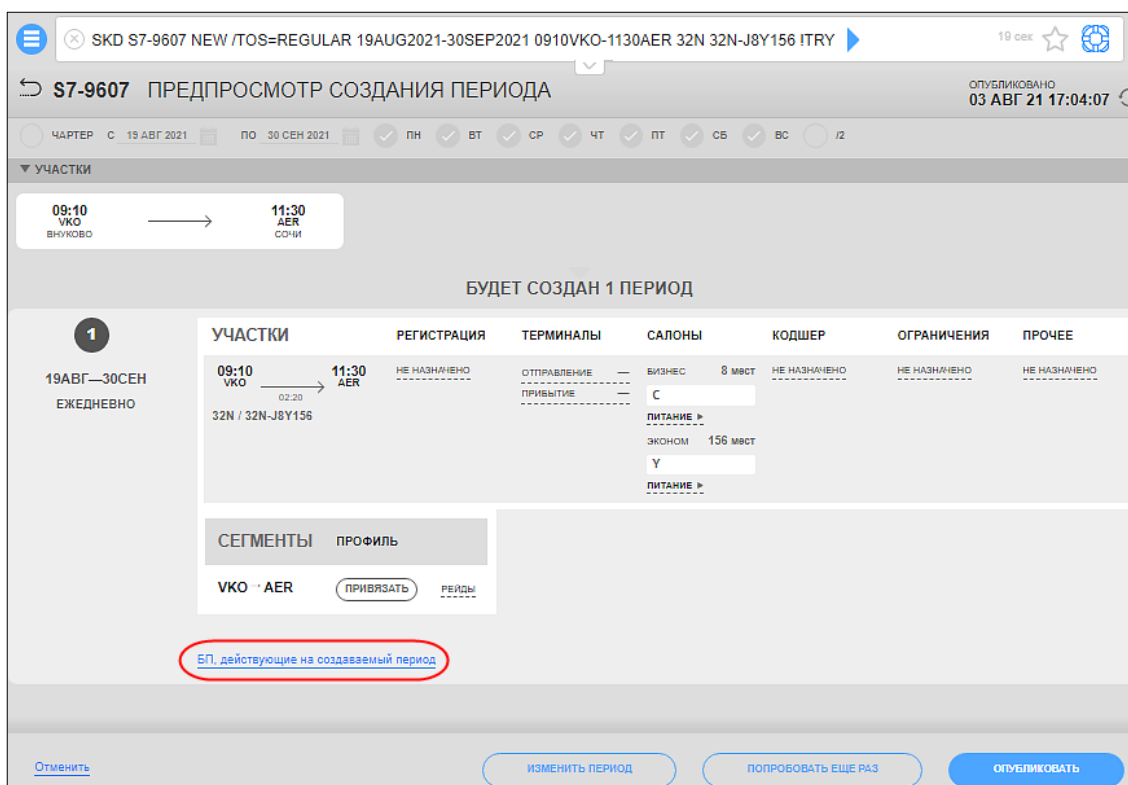 SKD S7-9607 NEW /TOS=REGULAR 19AUG2021-30SEP2021 0910VKO-1130AER 32N 32N-J8Y156 !TRY 19 сек
S7-9607 ПРЕДПРОСМОТР СОЗДАНИЯ ПЕРИОДА
ОПУБЛИКОВАНО
03 АВГ 21 17:04:07
ЧАРТЕР С 19 АВГ 2021 ПО 30 СЕН 2021 ПН ВТ СР ЧТ ПТ СБ ВС /2
УЧАСТКИ
09:10 11:30
VKO AER
ВНУКОВО СОЧИ
БУДЕТ СОЗДАН 1 ПЕРИОД
1
19АВГ—30СЕН
ЕЖЕДНЕВНО
УЧАСТКИ РЕГИСТРАЦИЯ ТЕРМИНАЛЫ САЛОНЫ КОДШЕР ОГРАНИЧЕНИЯ ПРОЧЕЕ
09:10 11:30 НЕ НАЗНАЧЕНО ОТПРАВЛЕНИЕ — БИЗНЕС 8 мест НЕ НАЗНАЧЕНО НЕ НАЗНАЧЕНО НЕ НАЗНАЧЕНО
VKO AER
02:20
ПРИБЫТИЕ — C
32N / 32N-J8Y156
ПИТАНИЕ
ЭКОНОМ 156 мест
Y
ПИТАНИЕ
СЕГМЕНТЫ ПРОФИЛЬ
VKO → AER ПРИВЯЗАТЬ РЕЙДЫ
БП, действующие на создаваемый период
Отменить ИЗМЕНИТЬ ПЕРИОД ПОПРОБОВАТЬ ЕЩЕ РАЗ ОПУБЛИКОВАТЬ